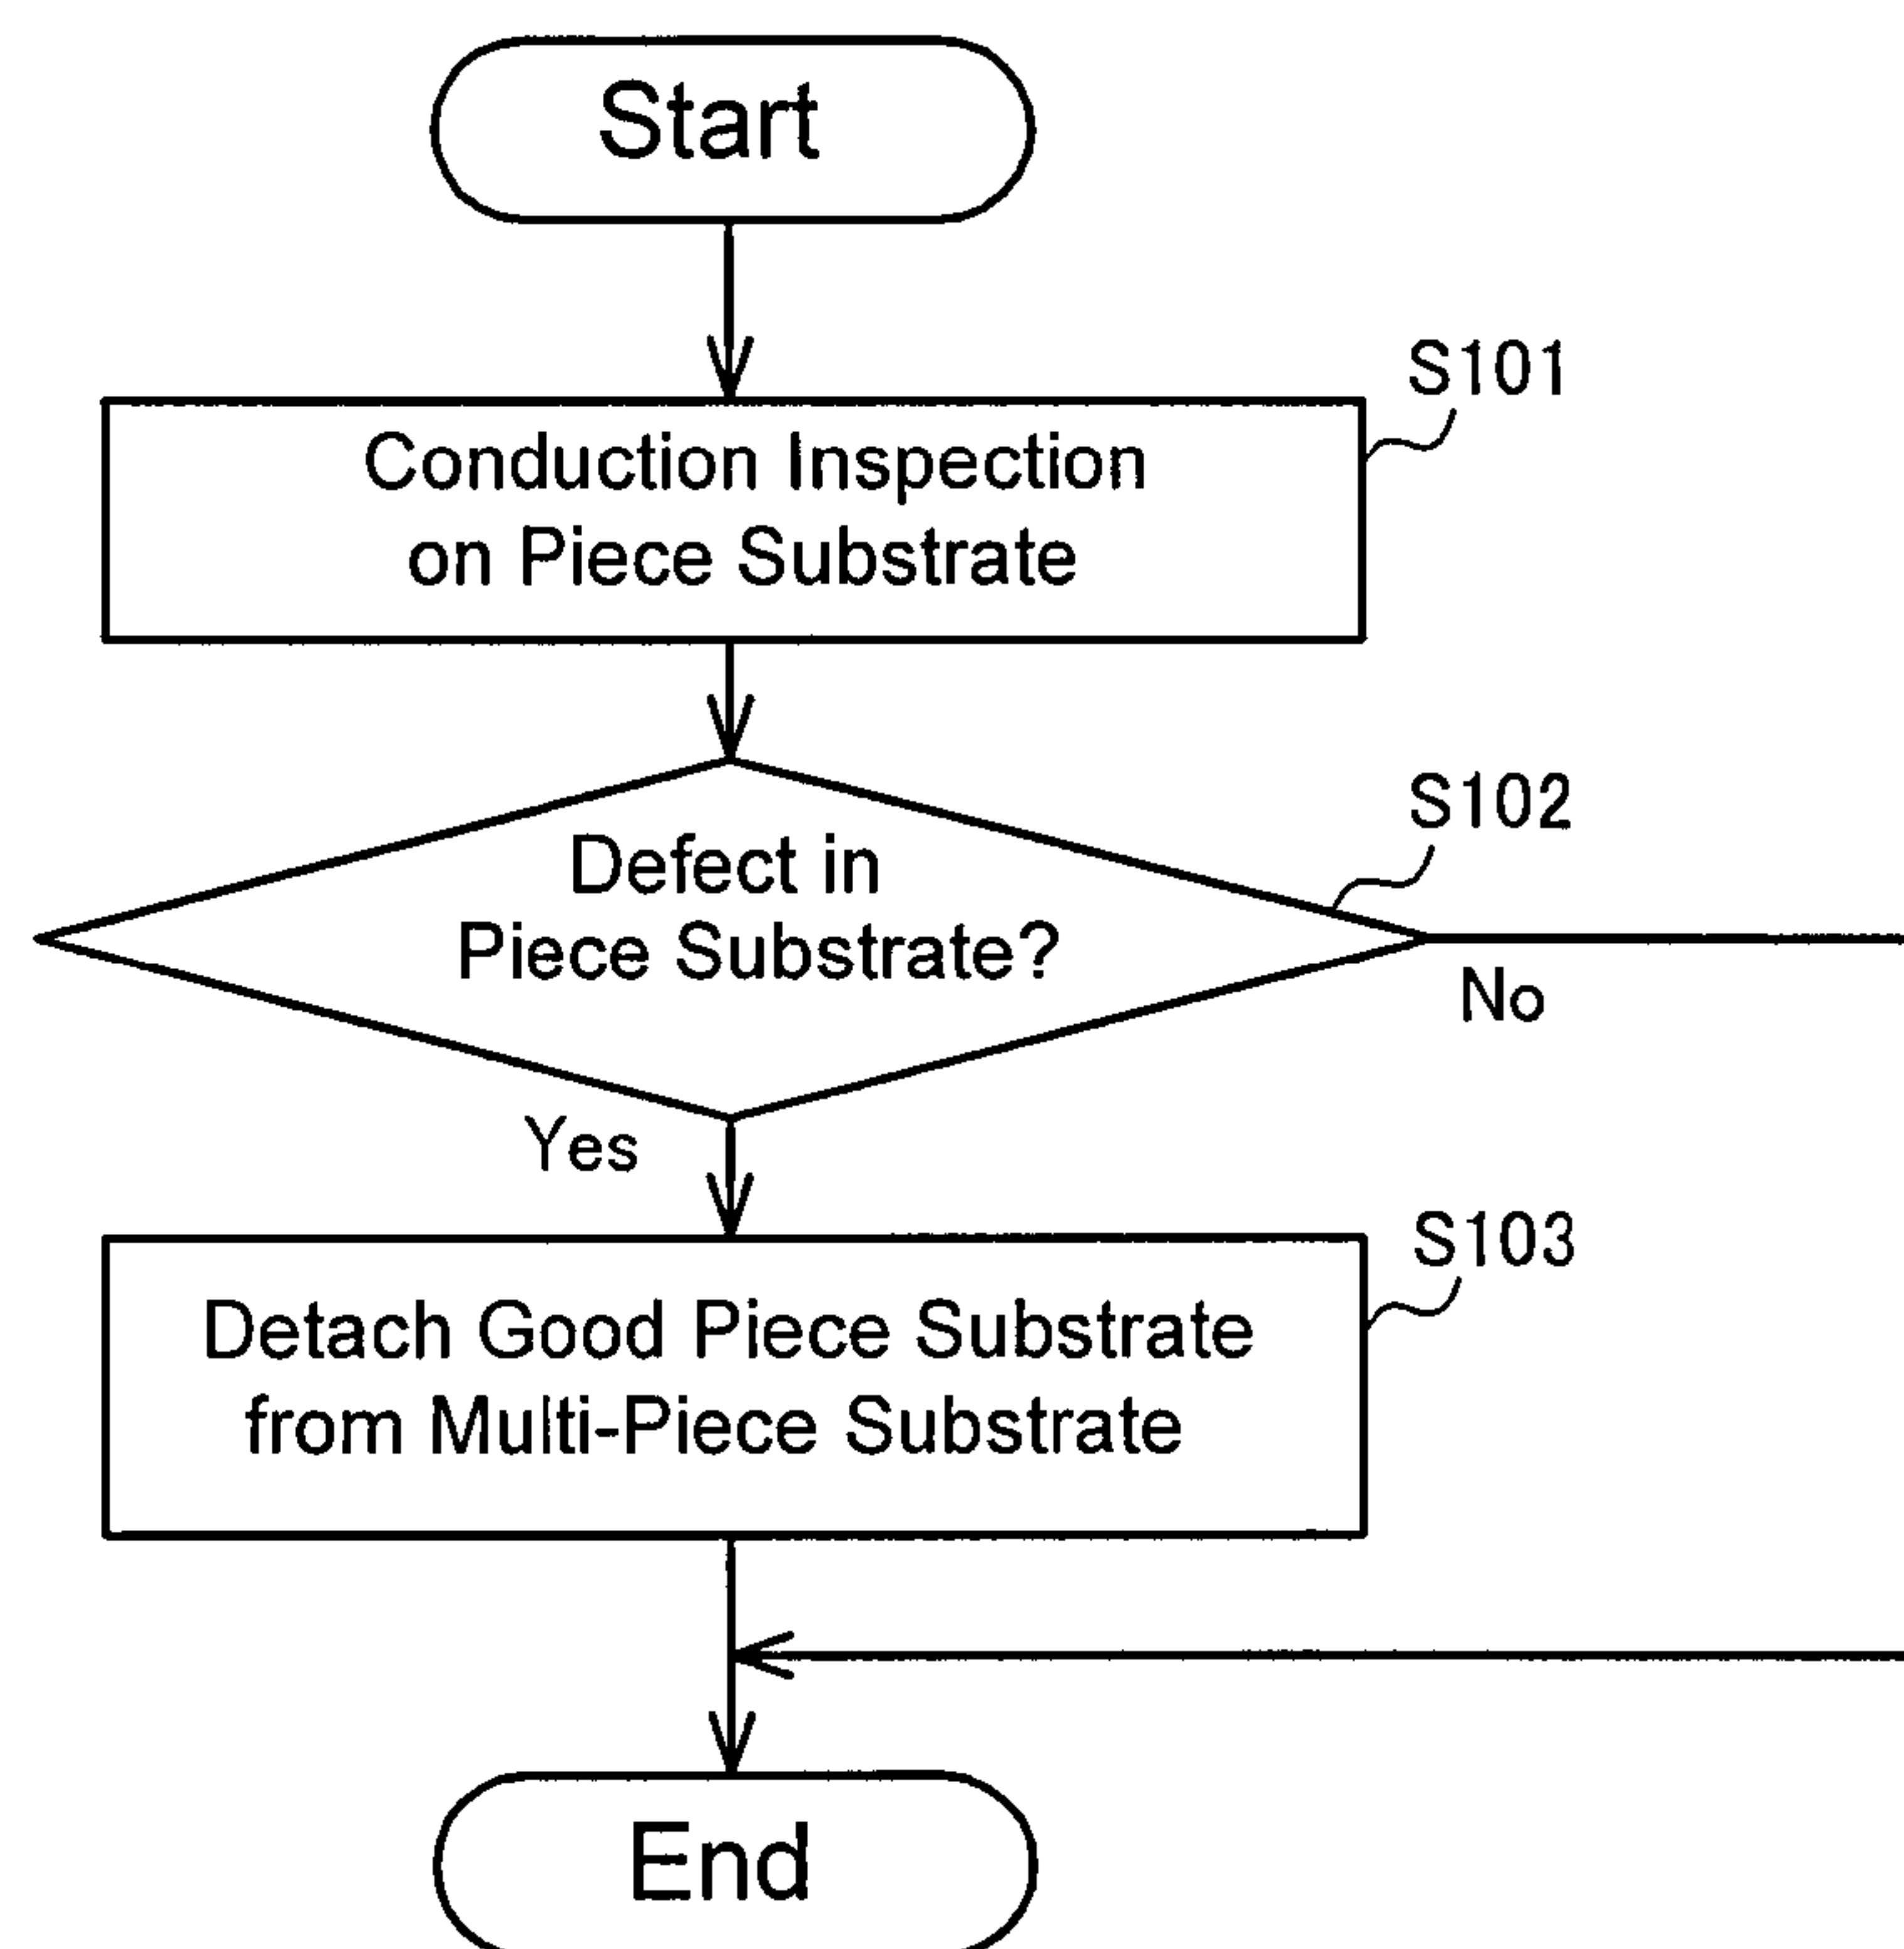 Start
S101
Conduction Inspection
on Piece Substrate
S102
Defect in
Piece Substrate?
No
Yes
S103
Detach Good Piece Substrate
from Multi-Piece Substrate
End